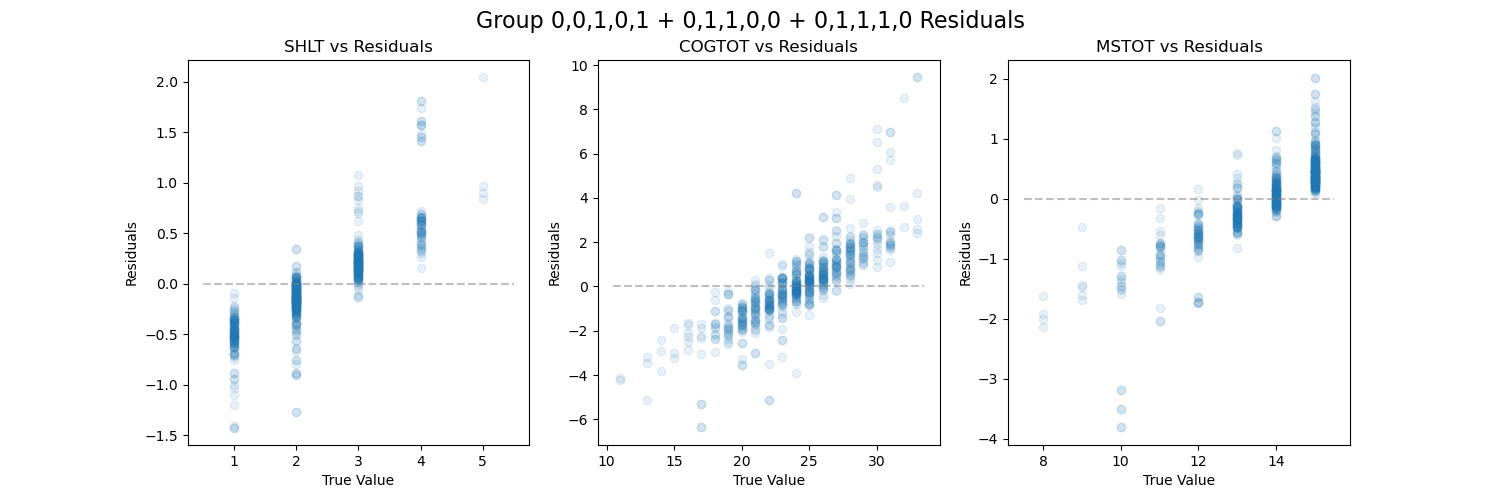 Group 0,0,1,0,1 + 0,1,1,0,0 + 0,1,1,1,0 Residuals
SHLT vs Residuals
Residuals
2.0
1.5
1.0
0.5
0.0
−0.5
−1.0
−1.5
1 2 3 4 5
True Value
COGTOT vs Residuals
Residuals
10
8
6
4
2
0
−2
−4
−6
10 15 20 25 30
True Value
MSTOT vs Residuals
Residuals
2
1
0
−1
−2
−3
−4
8 10 12 14
True Value